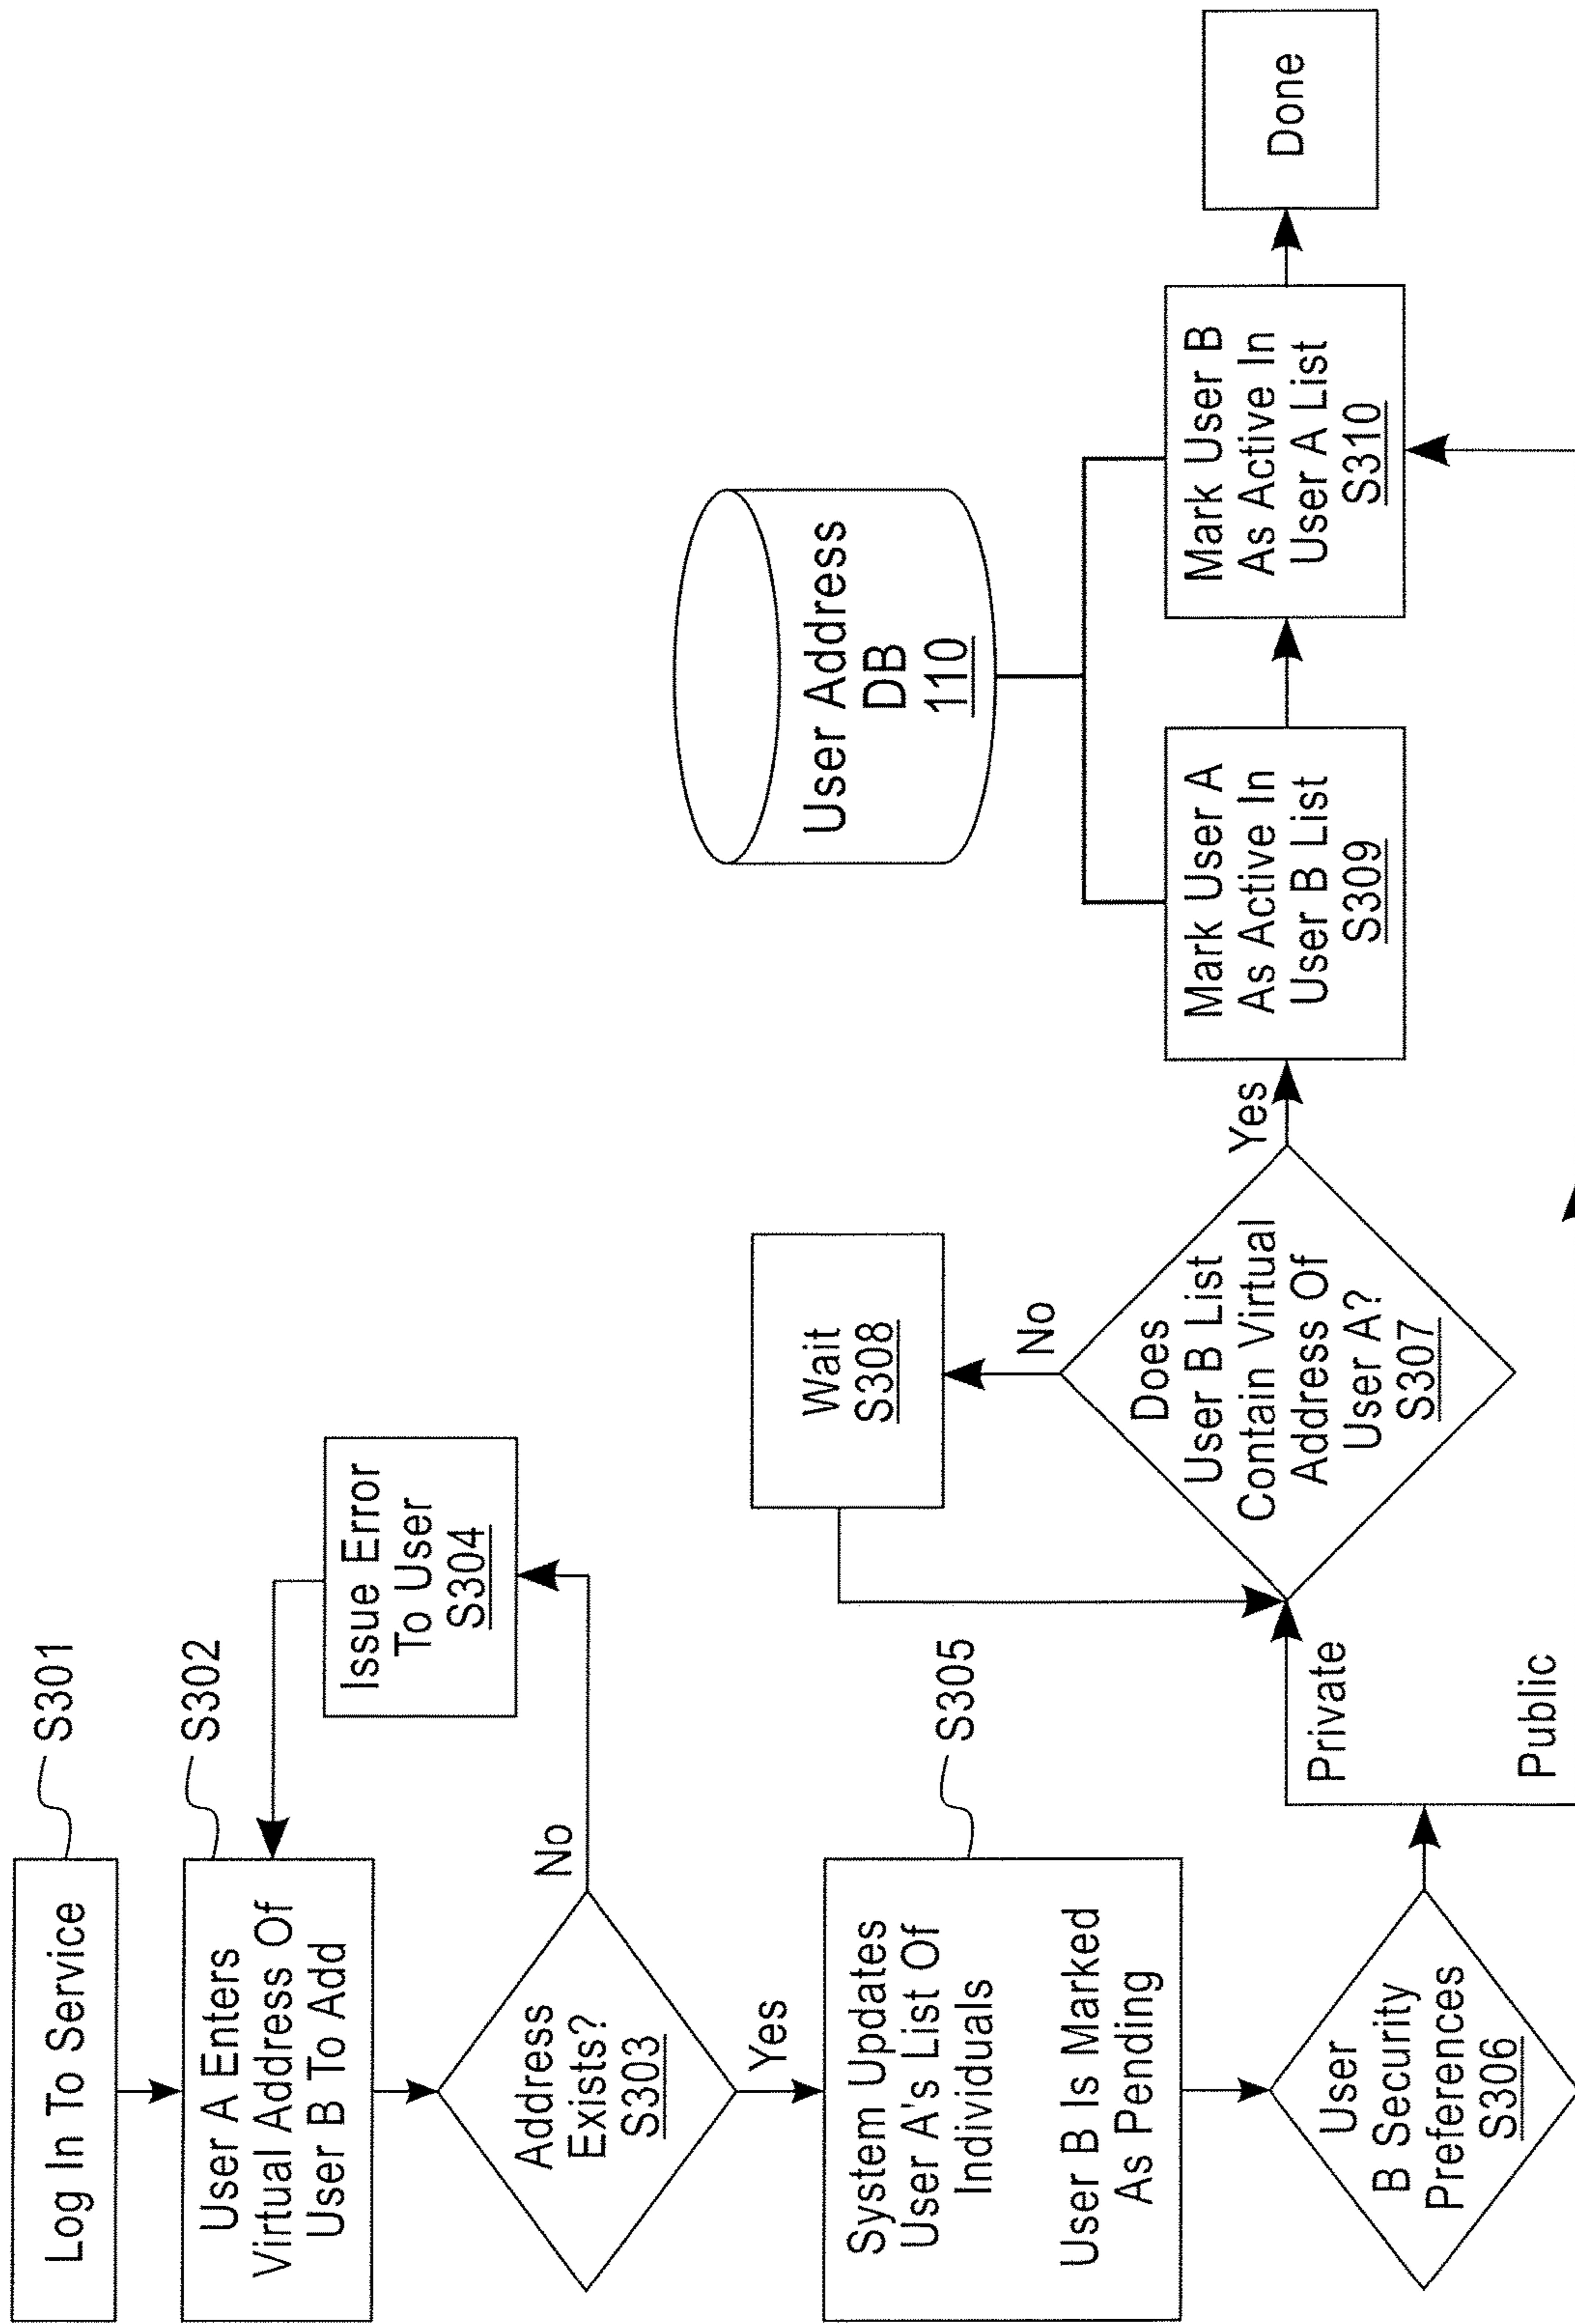 Log In To Service
S301
User A Enters
Virtual Address Of
User B To Add
S302
Address
Exists?
S303
No
Issue Error
To User
S304
Yes
System Updates
User A's List Of
Individuals
User B Is Marked
As Pending
S305
User
B Security
Preferences
S306
Private
Public
Does
User B List
Contain Virtual
Address Of
User A?
S307
No
Wait
S308
Yes
Mark User A
As Active In
User B List
S309
User Address
DB
110
Mark User B
As Active In
User A List
S310
Done